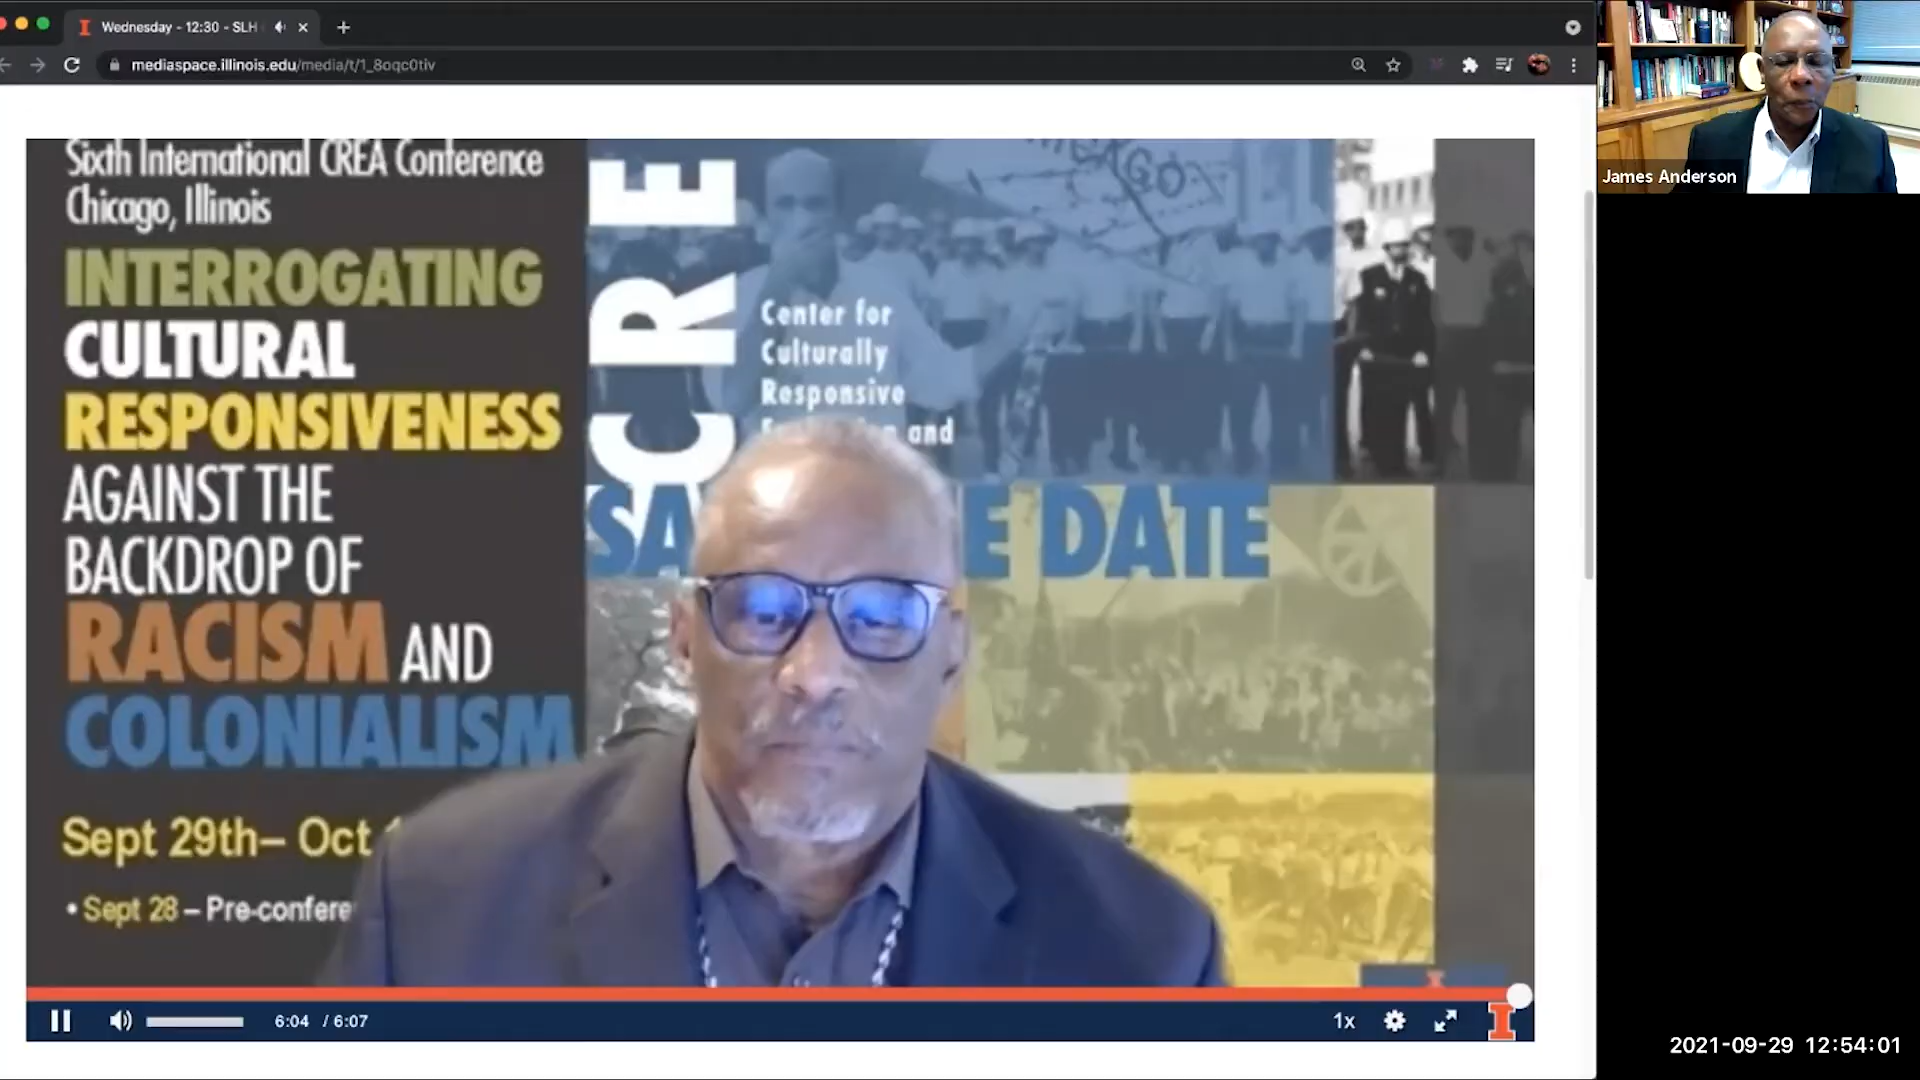 Wednesday - 12:30 - SLH
mediaspace.illinois.edu/media/t/1_8oqc0tiv
Sixth International CREA Conference
Chicago, Illinois
INTERROGATING
CULTURAL
RESPONSIVENESS
AGAINST THE
BACKDROP OF
RACISM AND
COLONIALISM
Sept 29th– Oct
• Sept 28 – Pre-confere
CRE
Center for
Culturally
Responsive
and
SA E DATE
CHICAGO
6:04 / 6:07
1x
I
James Anderson
2021-09-29 12:54:01